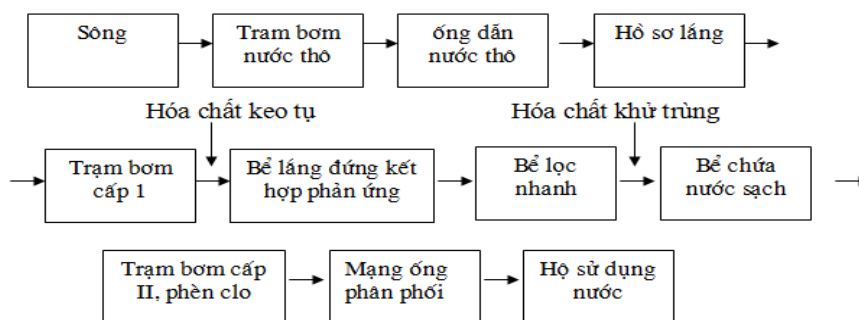 Sông
Tram bơm
nước thô
ống dẫn
nước thô
Hồ sơ lắng
Hóa chất keo tụ
Hóa chất khử trùng
Trạm bơm
cấp 1
Bể lắng đứng kết
hợp phản ứng
Bể lọc
nhanh
Bể chứa
nước sạch
Trạm bơm cấp
II, phèn clo
Mạng ống
phân phối
Hộ sử dụng
nước